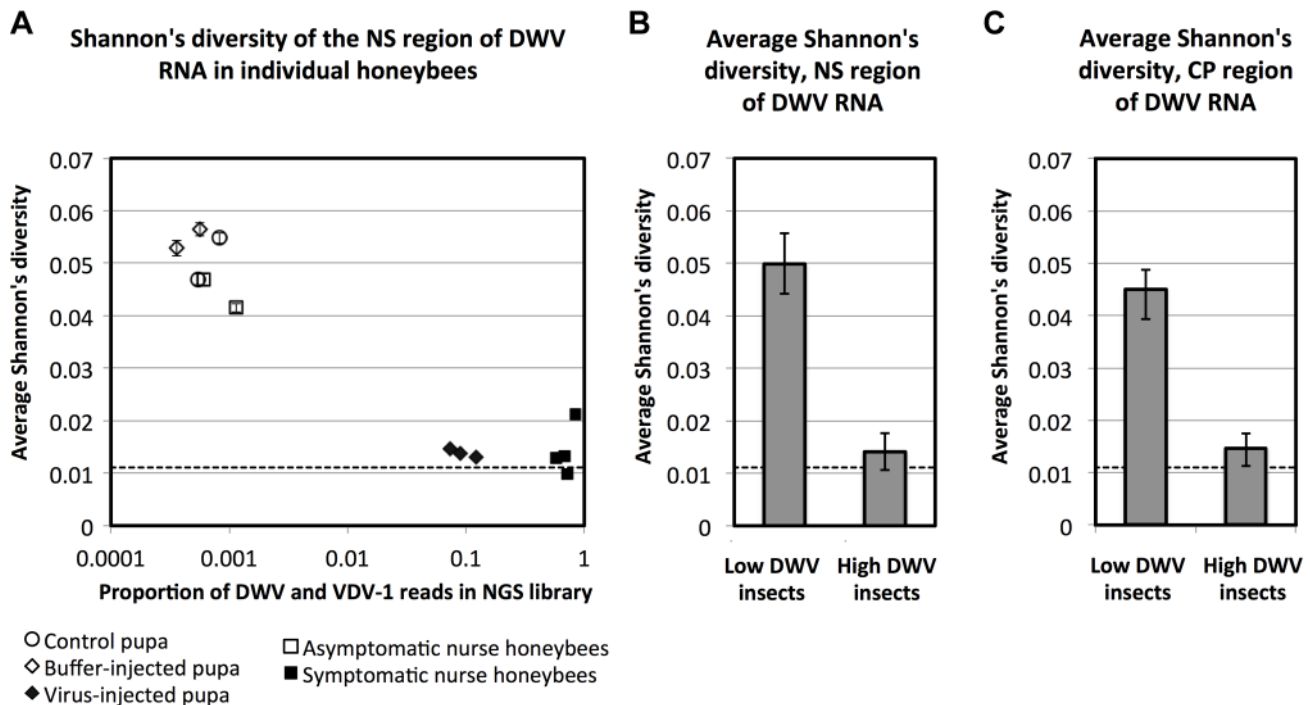 A
Shannon's diversity of the NS region of DWV
RNA in individual honeybees
Average Shannon's diversity
0.07
0.06
0.05
0.04
0.03
0.02
0.01
0
0.0001
0.001
0.01
0.1
1
Proportion of DWV and VDV-1 reads in NGS library
Control pupa
Buffer-injected pupa
Virus-injected pupa
Asymptomatic nurse honeybees
Symptomatic nurse honeybees
B
Average Shannon's
diversity, NS region
of DWV RNA
Average Shannon's diversity
0.07
0.06
0.05
0.04
0.03
0.02
0.01
0
Low DWV
insects
High DWV
insects
C
Average Shannon's
diversity, CP region
of DWV RNA
Average Shannon's diversity
0.07
0.06
0.05
0.04
0.03
0.02
0.01
0
Low DWV
insects
High DWV
insects